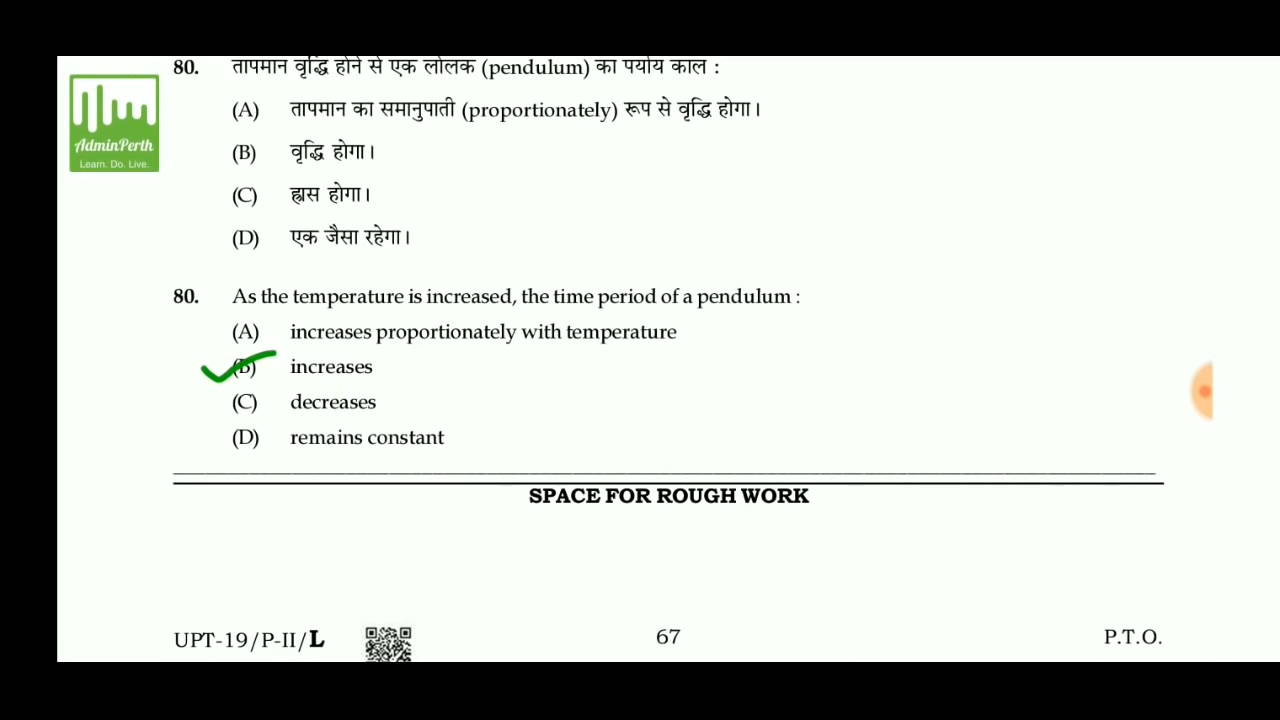 80. तापमान वृद्धि होने से एक लोलक (pendulum) का पर्याय काल :
AdminPerth
Learn. Do. Live.
(A) तापमान का समानुपाती (proportionately) रूप से वृद्धि होगा।
(B) वृद्धि होगा।
(C) ह्रास होगा।
(D) एक जैसा रहेगा।
80. As the temperature is increased, the time period of a pendulum :
(A) increases proportionately with temperature
(B) increases
(C) decreases
(D) remains constant
SPACE FOR ROUGH WORK
UPT-19/P-II/L 67 P.T.O.